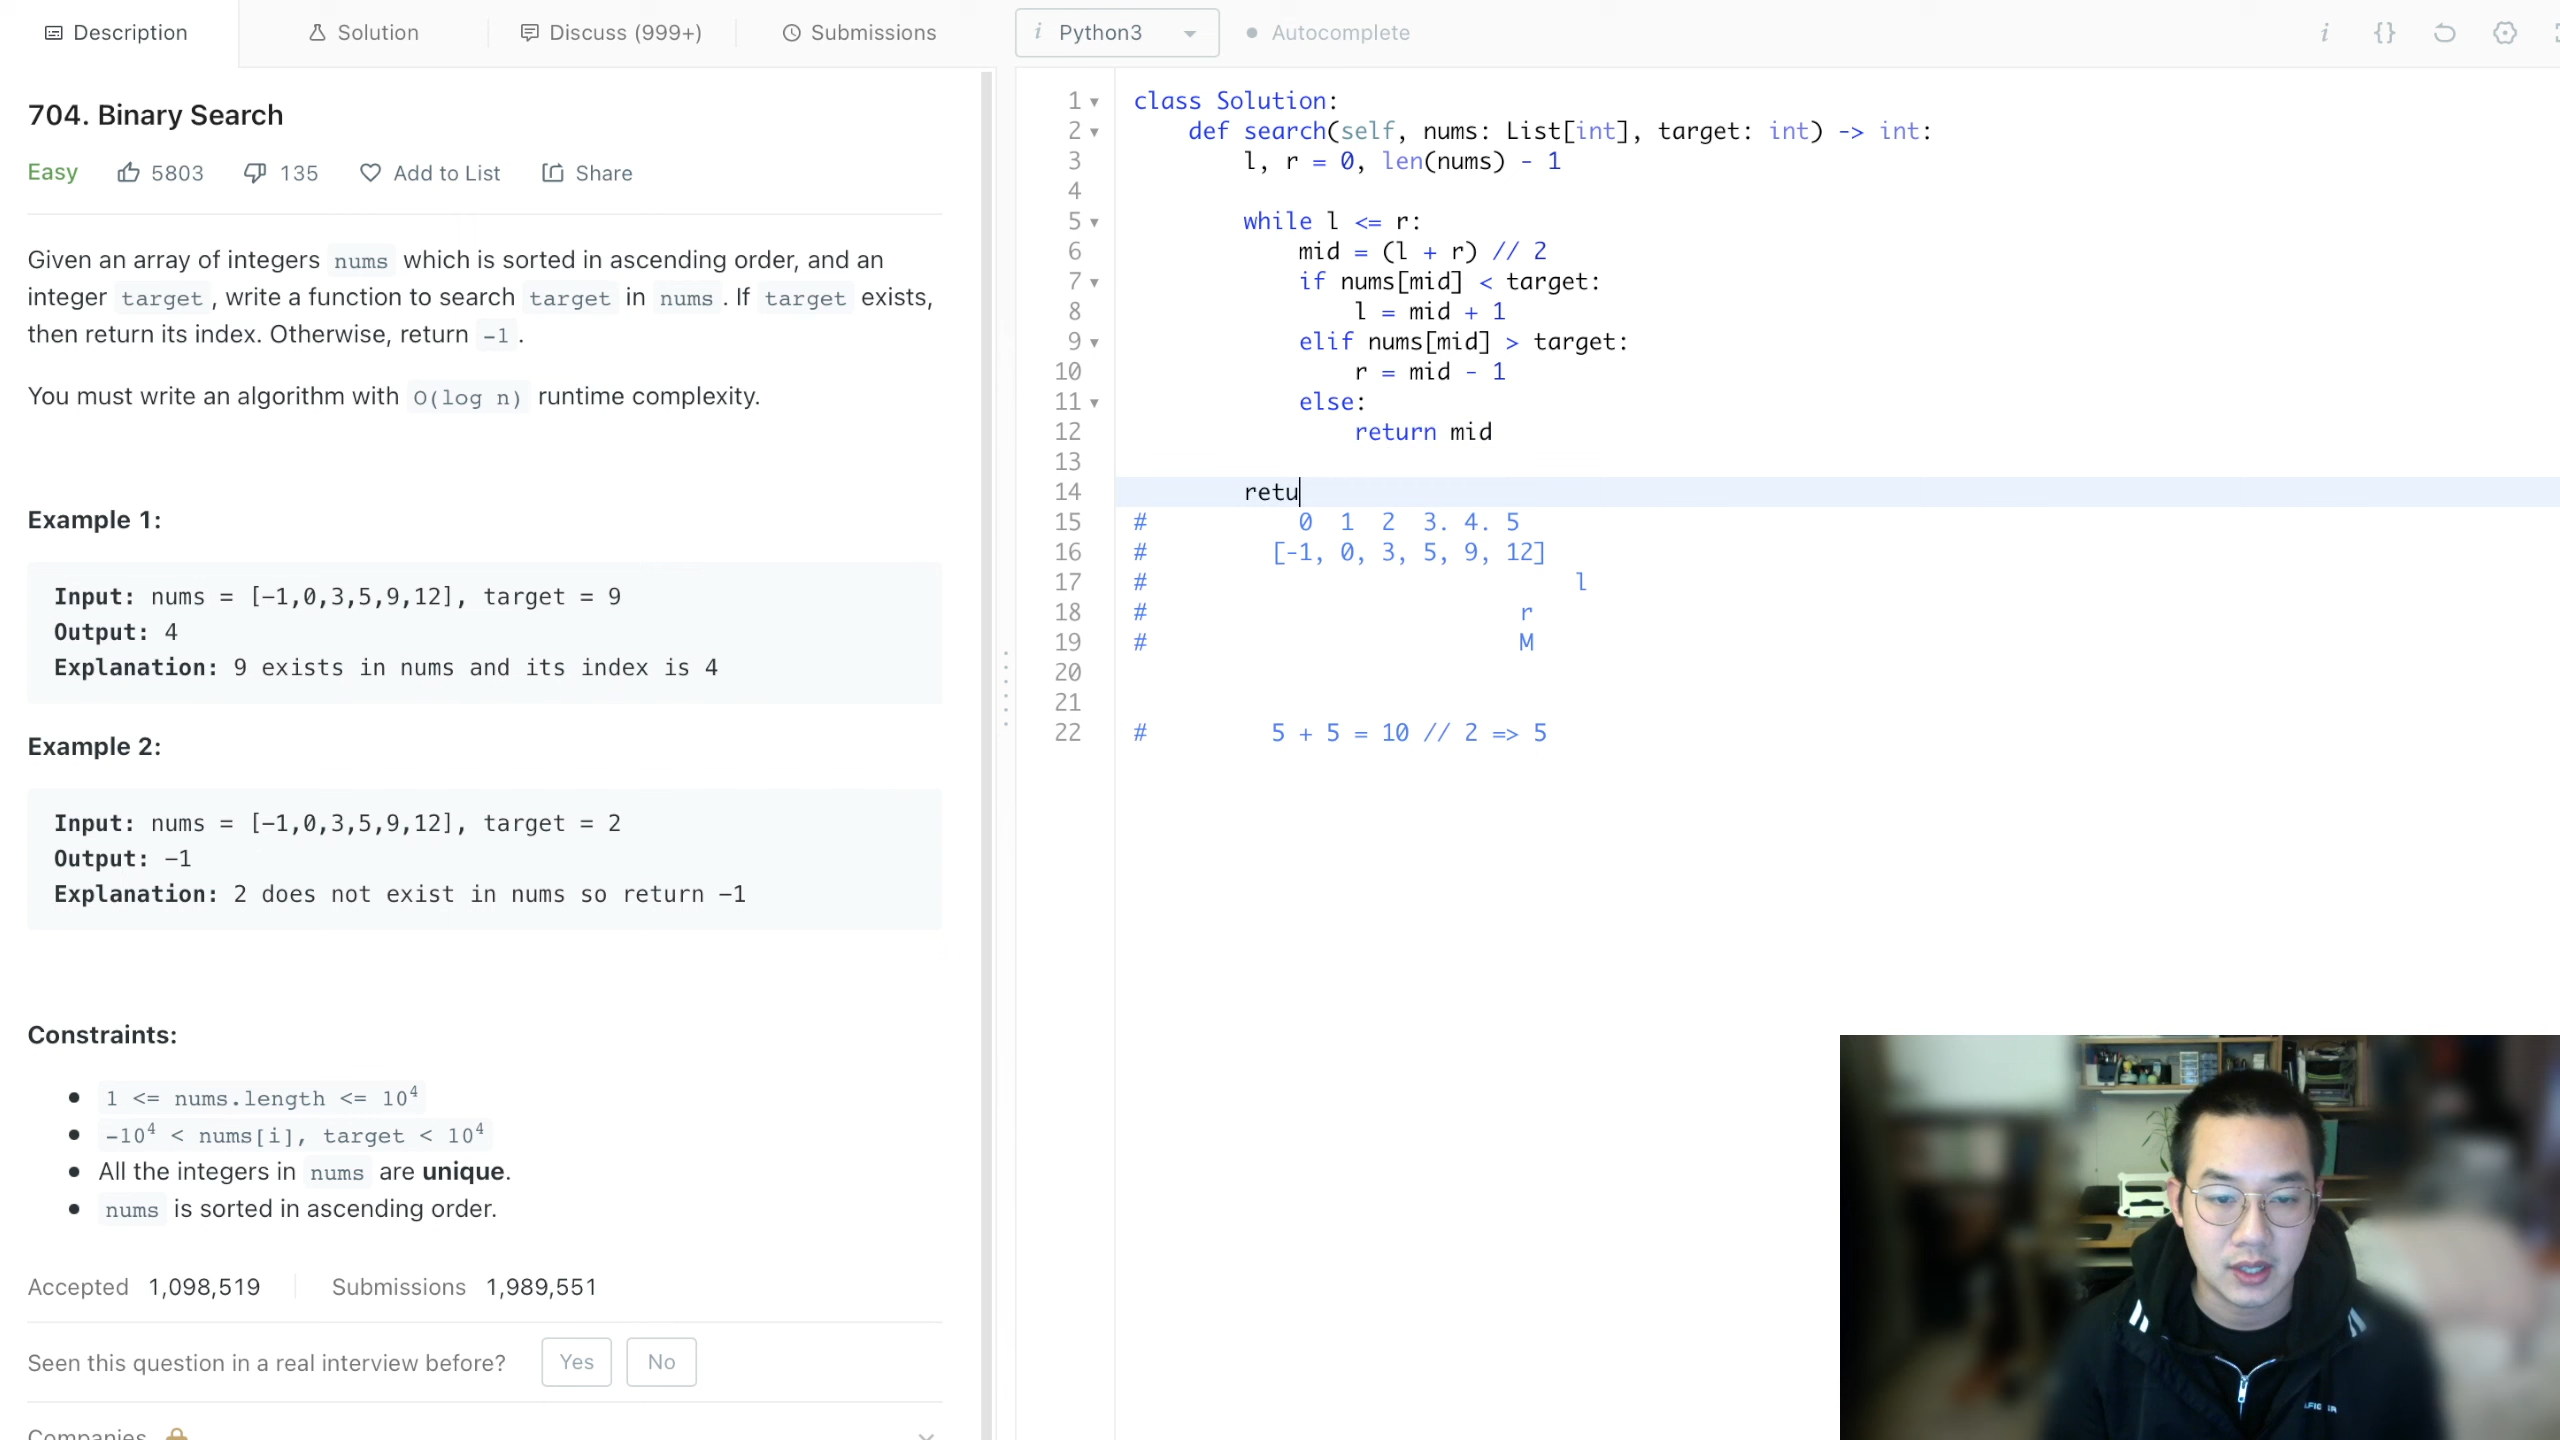 Description
Solution
Discuss (999+)
Submissions
i Python3
Autocomplete
i {}
704. Binary Search
Easy 5803 135 Add to List Share
Given an array of integers nums which is sorted in ascending order, and an
integer target , write a function to search target in nums . If target exists,
then return its index. Otherwise, return -1 .
You must write an algorithm with O(log n) runtime complexity.
Example 1:
Input: nums = [-1,0,3,5,9,12], target = 9
Output: 4
Explanation: 9 exists in nums and its index is 4
Example 2:
Input: nums = [-1,0,3,5,9,12], target = 2
Output: -1
Explanation: 2 does not exist in nums so return -1
Constraints:
1 <= nums.length <= 10⁴
-10⁴ < nums[i], target < 10⁴
All the integers in nums are unique.
nums is sorted in ascending order.
Accepted 1,098,519 Submissions 1,989,551
Seen this question in a real interview before? Yes No
Companies
1 class Solution:
2 def search(self, nums: List[int], target: int) -> int:
3 l, r = 0, len(nums) - 1
4
5 while l <= r:
6 mid = (l + r) // 2
7 if nums[mid] < target:
8 l = mid + 1
9 elif nums[mid] > target:
10 r = mid - 1
11 else:
12 return mid
13
14 retu
15 # 0 1 2 3. 4. 5
16 # [-1, 0, 3, 5, 9, 12]
17 # l
18 # r
19 # M
20
21
22 # 5 + 5 = 10 // 2 => 5